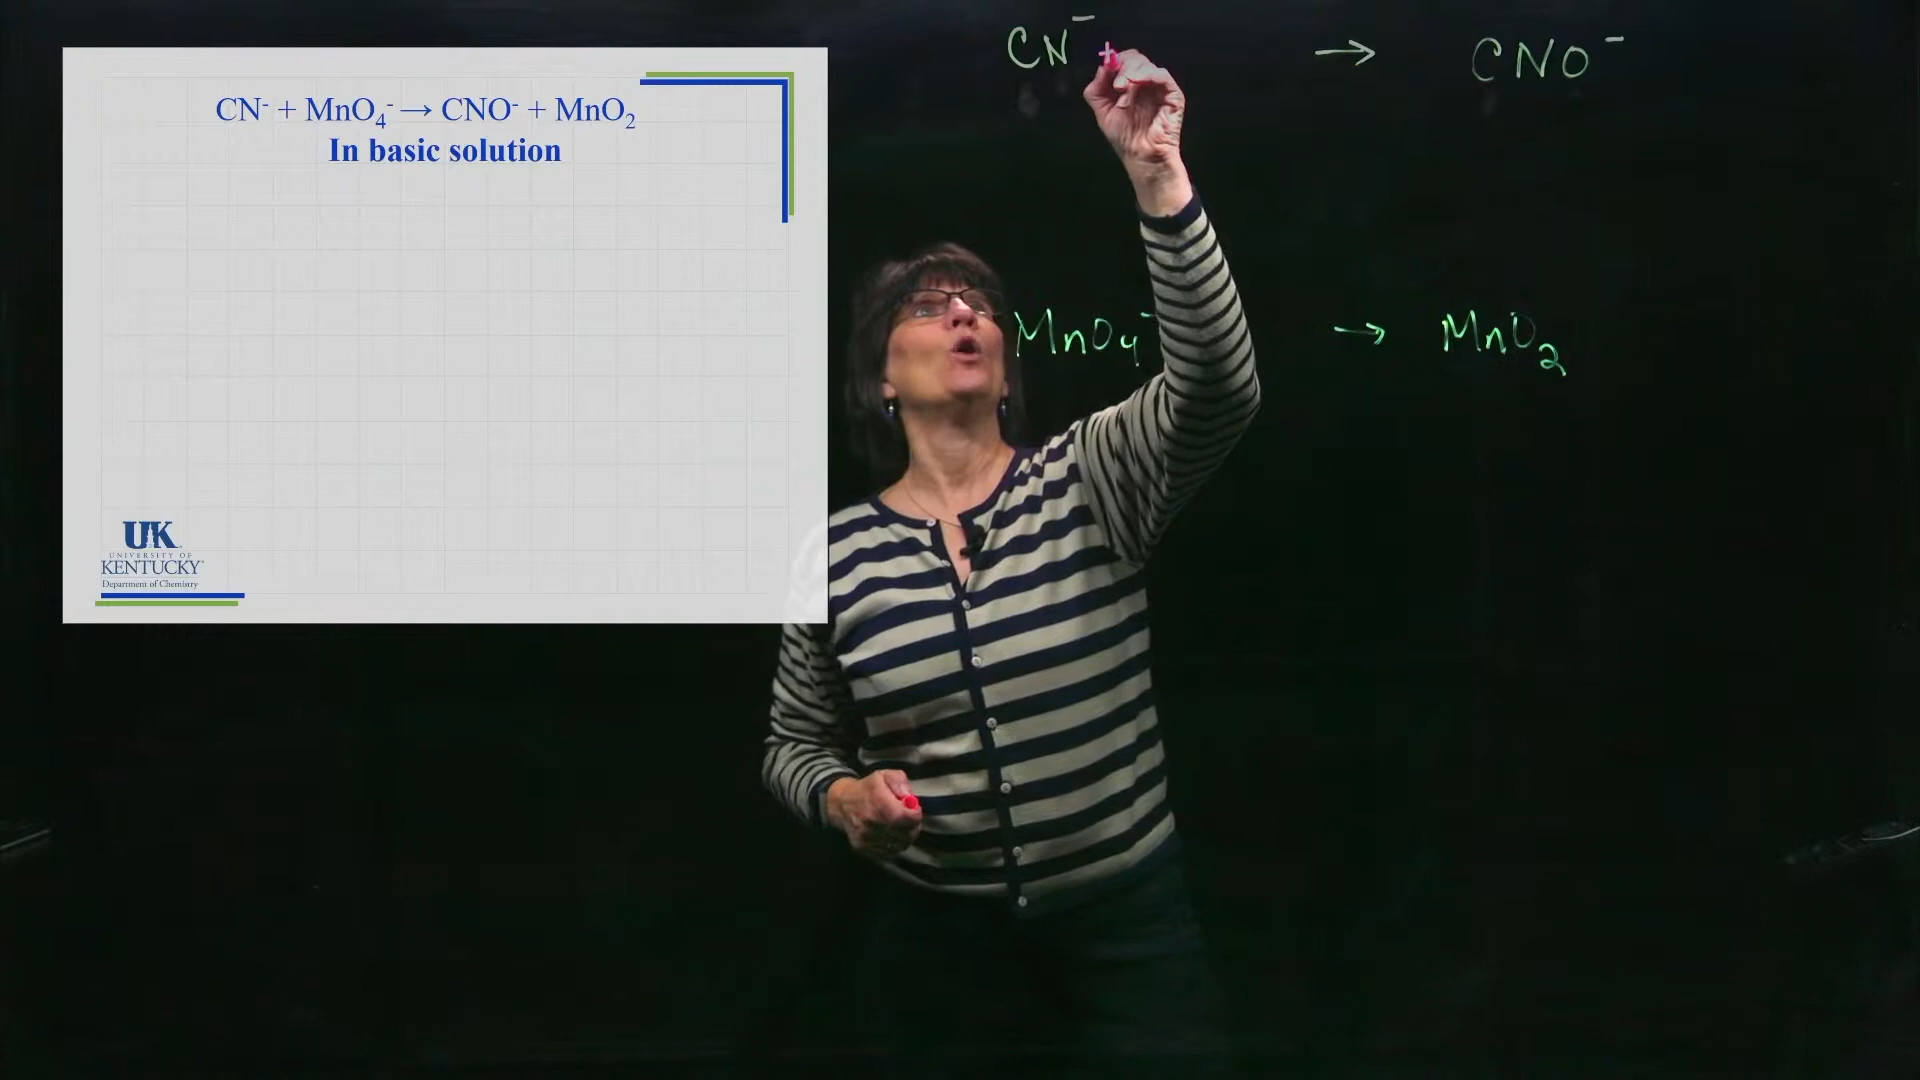 CN⁻ + MnO₄⁻ → CNO⁻ + MnO₂
In basic solution
UK
UNIVERSITY OF
KENTUCKY
Department of Chemistry
CN⁻ + → CNO⁻
MnO₄⁻ → MnO₂